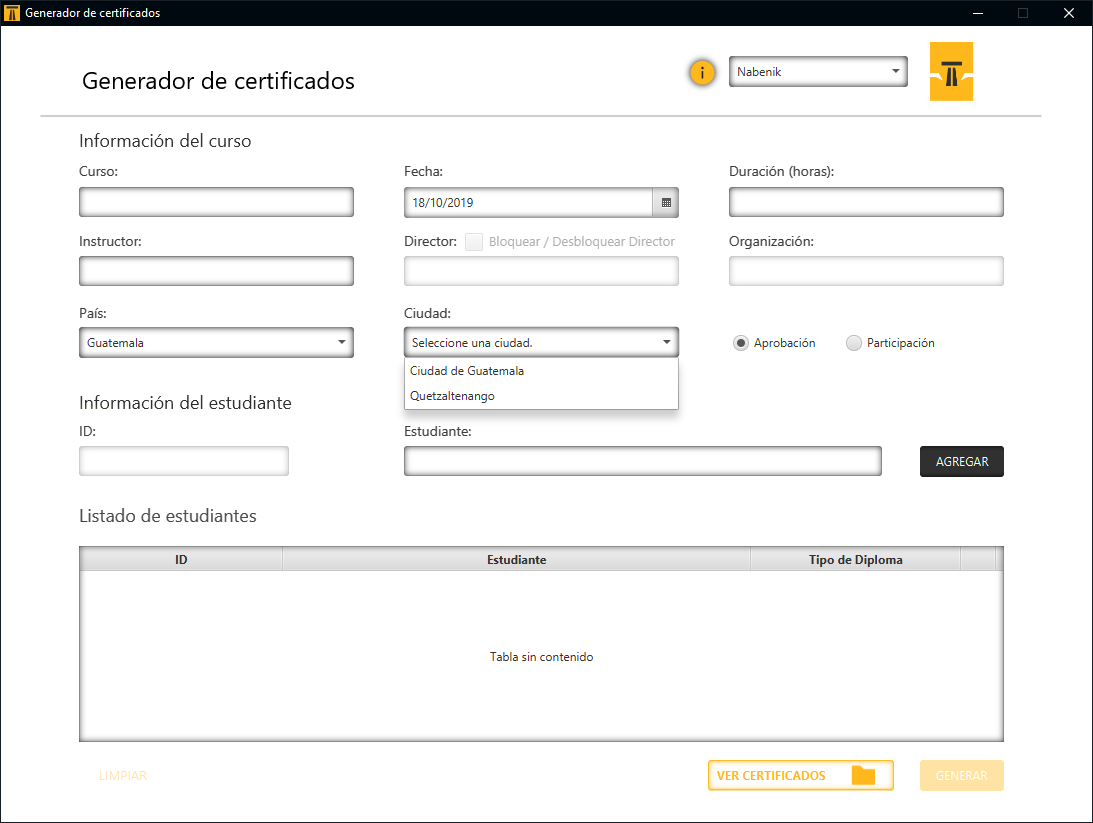 Generador de certificados
Generador de certificados
i
Nabenik
Información del curso
Curso:
Fecha:
Duración (horas):
18/10/2019
Instructor:
Director:
Bloquear / Desbloquear Director
Organización:
País:
Ciudad:
Guatemala
Seleccione una ciudad.
Aprobación
Participación
Ciudad de Guatemala
Quetzaltenango
Información del estudiante
ID:
Estudiante:
AGREGAR
Listado de estudiantes
ID
Estudiante
Tipo de Diploma
Tabla sin contenido
LIMPIAR
VER CERTIFICADOS
GENERAR